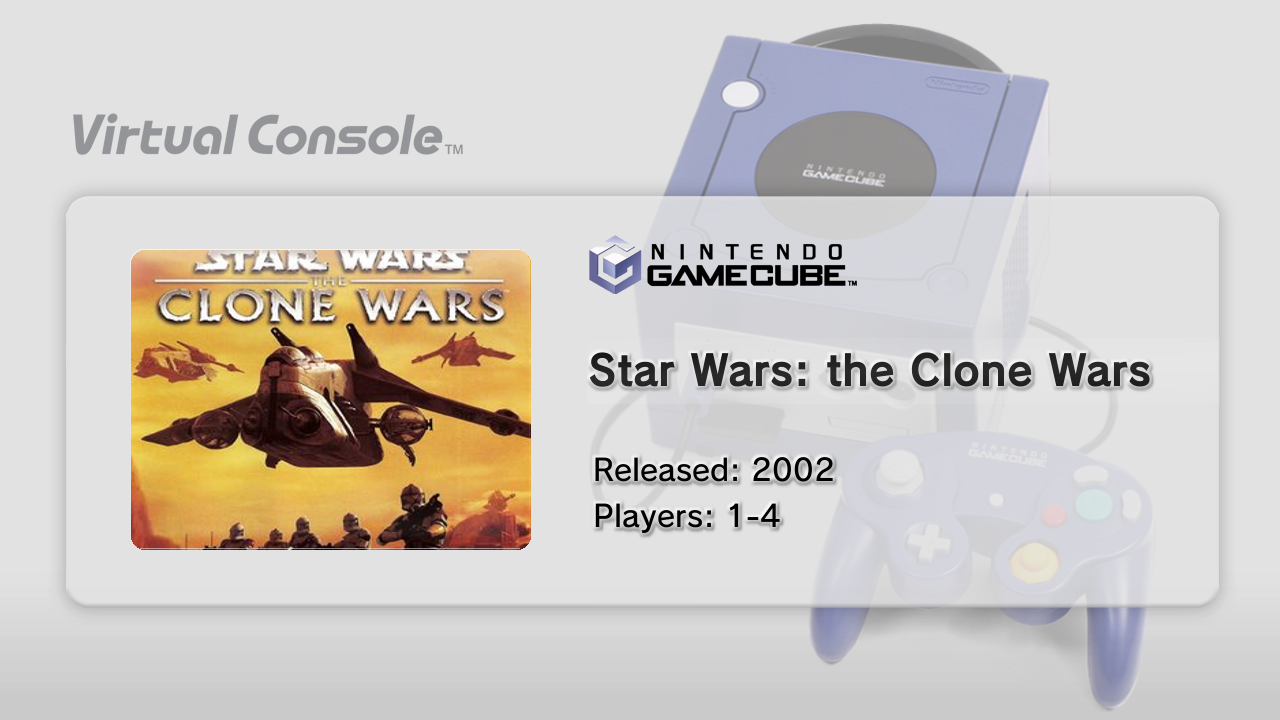 Virtual Console™
Nintendo
NINTENDO
GAMECUBE
STAR WARS
THE
CLONE WARS
NINTENDO
GAMECUBE™
Star Wars: the Clone Wars
Released: 2002
Players: 1-4
NINTENDO
GAMECUBE